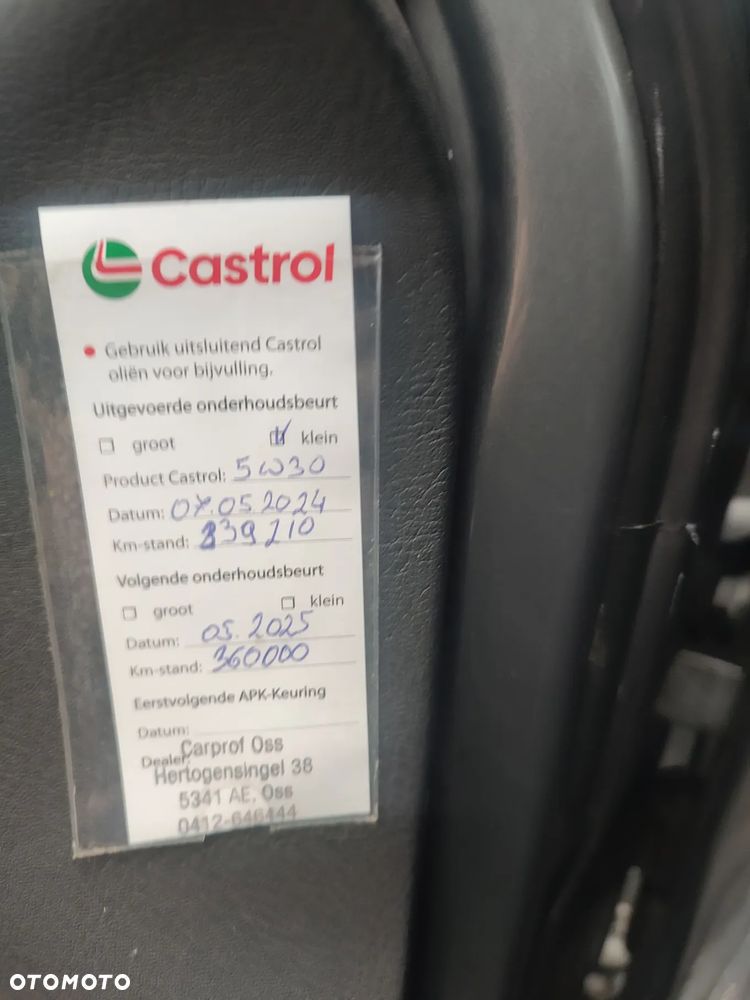 Castrol
Gebruik uitsluitend Castrol
oliën voor bijvulling.
Uitgevoerde onderhoudsbeurt
groot klein
Product Castrol: 5W30
Datum: 07.05.2024
Km-stand: 339210
Volgende onderhoudsbeurt
groot klein
Datum: 05.2025
Km-stand: 360000
Eerstvolgende APK-Keuring
Datum:
Dealer:
Carprof Oss
Hertogensingel 38
5341 AE, Oss
0412-646444
OTOMOTO